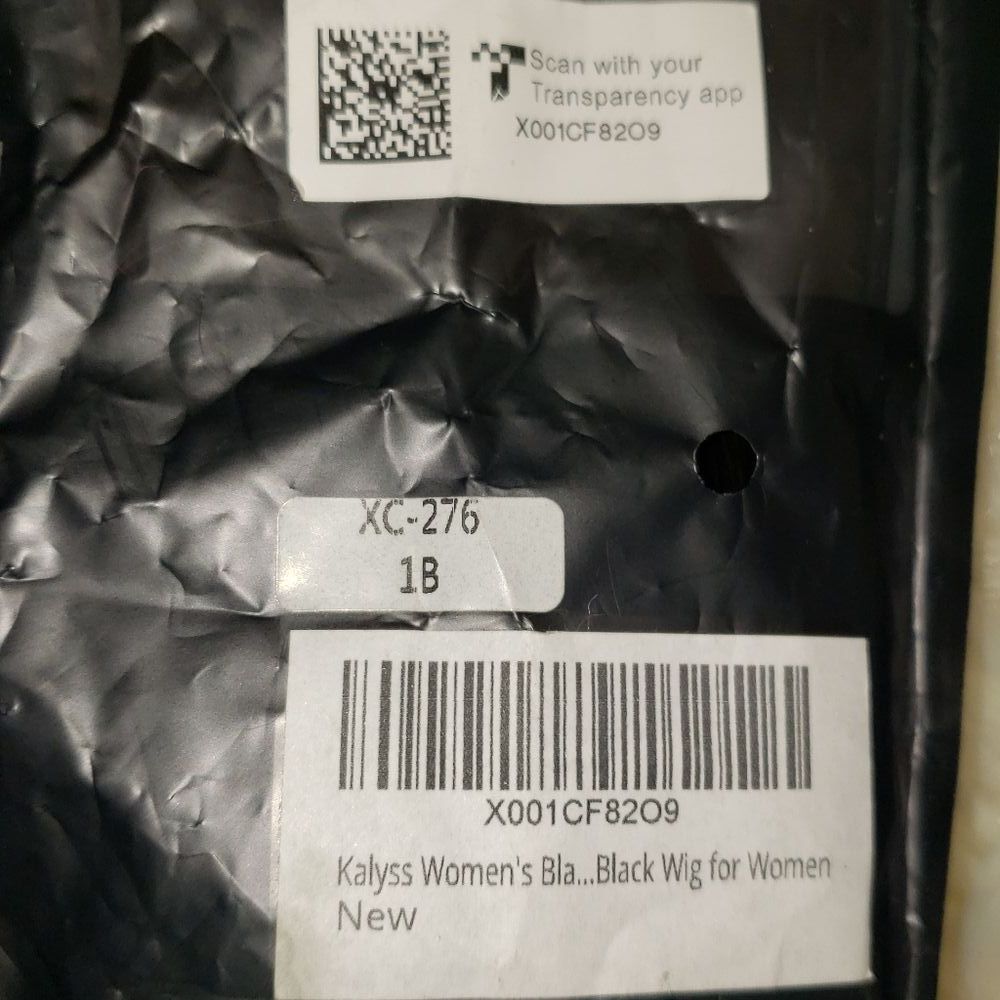 Scan with your
Transparency app
X001CF82O9
XC-276
1B
X001CF82O9
Kalyss Women's Bla...Black Wig for Women
New